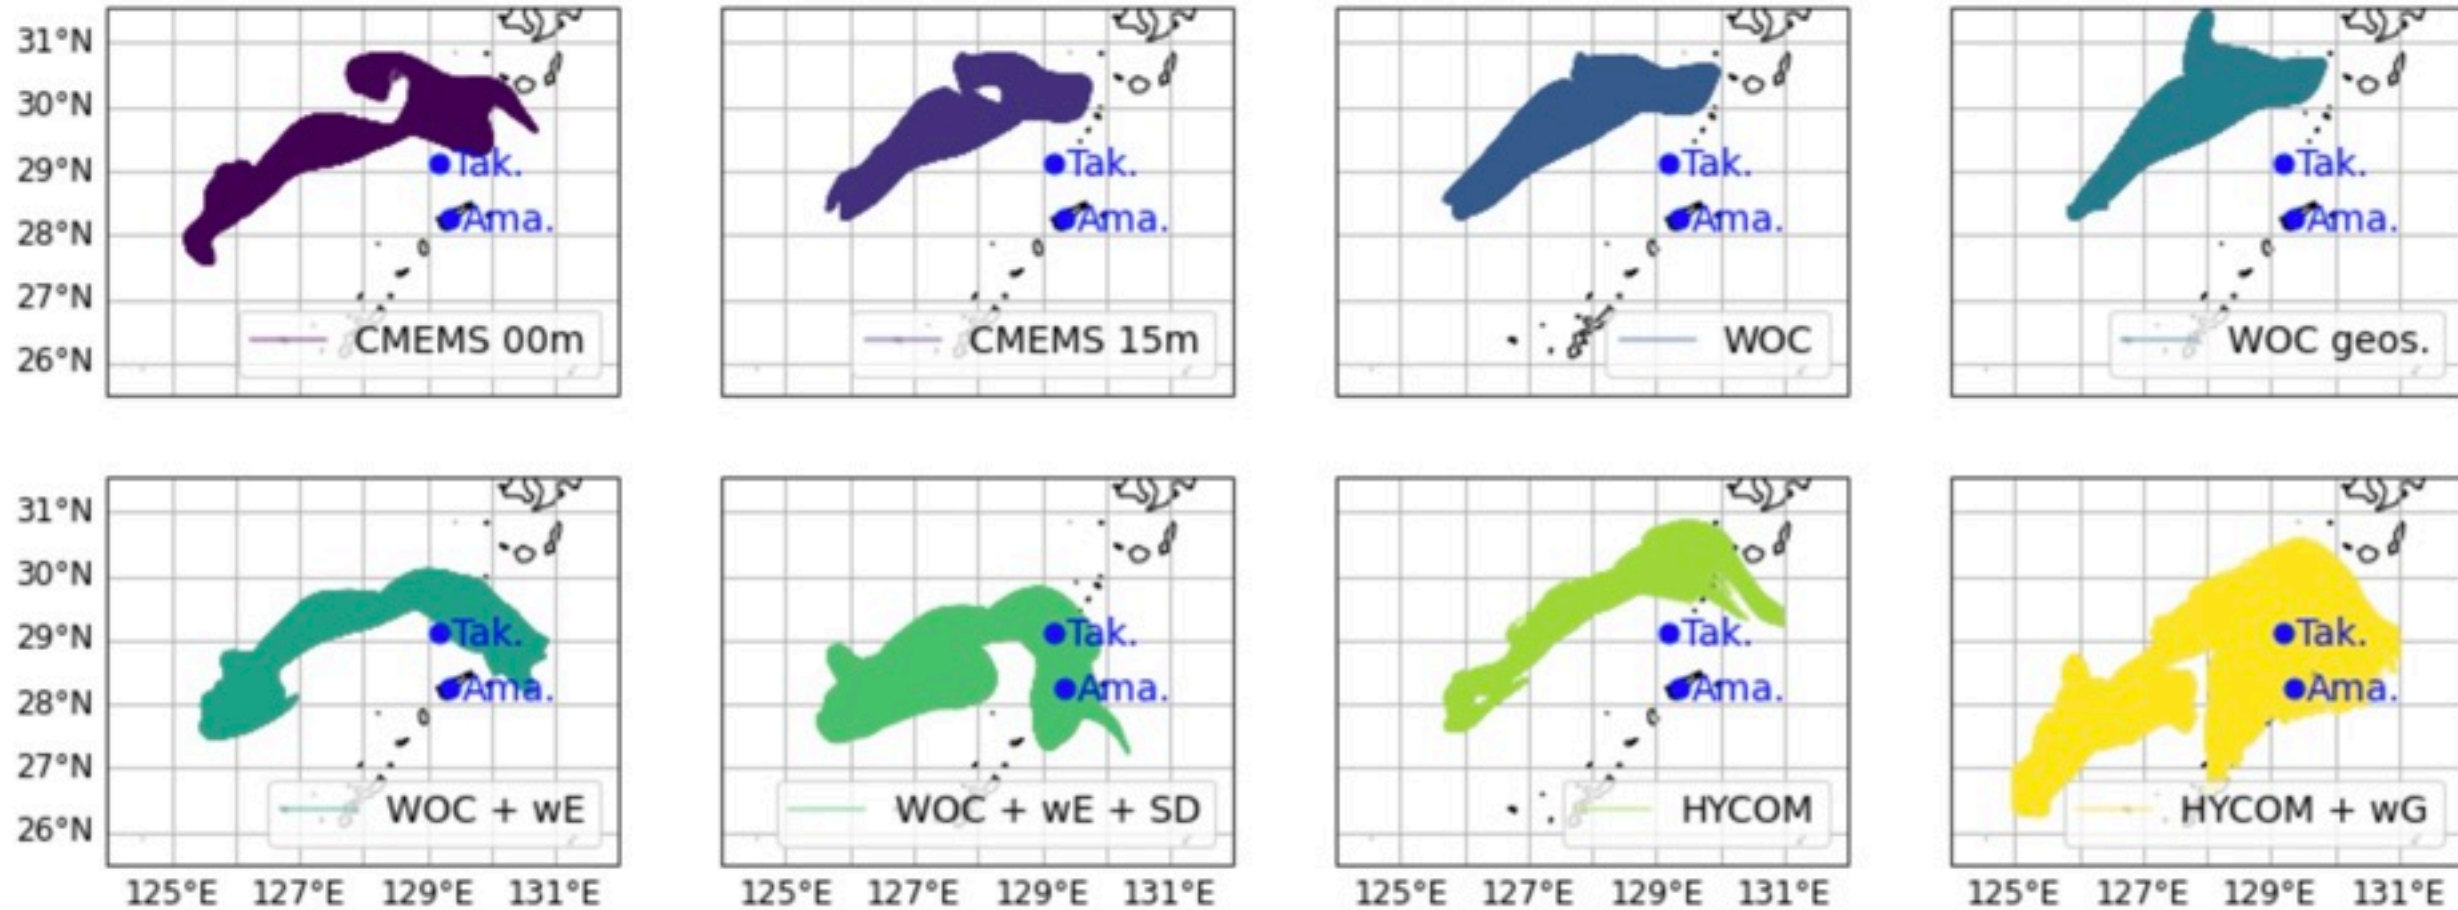 31°N
30°N
29°N
28°N
27°N
26°N
Tak.
Ama.
CMEMS 00m
Tak.
Ama.
CMEMS 15m
Tak.
Ama.
WOC
Tak.
Ama.
WOC geos.
31°N
30°N
29°N
28°N
27°N
26°N
Tak.
Ama.
WOC + wE
Tak.
Ama.
WOC + wE + SD
Tak.
Ama.
HYCOM
Tak.
Ama.
HYCOM + wG
125°E 127°E 129°E 131°E
125°E 127°E 129°E 131°E
125°E 127°E 129°E 131°E
125°E 127°E 129°E 131°E